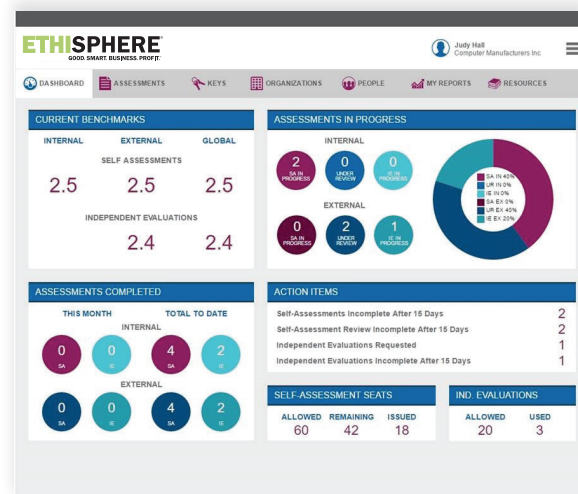 ETHISPHERE®
GOOD. SMART. BUSINESS. PROFIT.®
Judy Hall
Computer Manufacturers Inc
DASHBOARD ASSESSMENTS KEYS ORGANIZATIONS PEOPLE MY REPORTS RESOURCES
CURRENT BENCHMARKS
INTERNAL EXTERNAL GLOBAL
SELF ASSESSMENTS
2.5 2.5 2.5
INDEPENDENT EVALUATIONS
2.4 2.4
ASSESSMENTS IN PROGRESS
INTERNAL
2 SA IN PROGRESS
0 UNDER REVIEW
0 IE IN PROGRESS
EXTERNAL
0 SA IN PROGRESS
2 UNDER REVIEW
1 IE IN PROGRESS
SA IN 40%
UR IN 0%
IE IN 0%
SA EX 0%
UR EX 40%
IE EX 20%
ASSESSMENTS COMPLETED
THIS MONTH TOTAL TO DATE
INTERNAL
0 0 4 2
SA IE SA IE
EXTERNAL
0 0 4 2
SA IE SA IE
ACTION ITEMS
Self-Assessments Incomplete After 15 Days 2
Self-Assessment Review Incomplete After 15 Days 2
Independent Evaluations Requested 1
Independent Evaluations Incomplete After 15 Days 1
SELF-ASSESSMENT SEATS
ALLOWED REMAINING ISSUED
60 42 18
IND. EVALUATIONS
ALLOWED USED
20 3